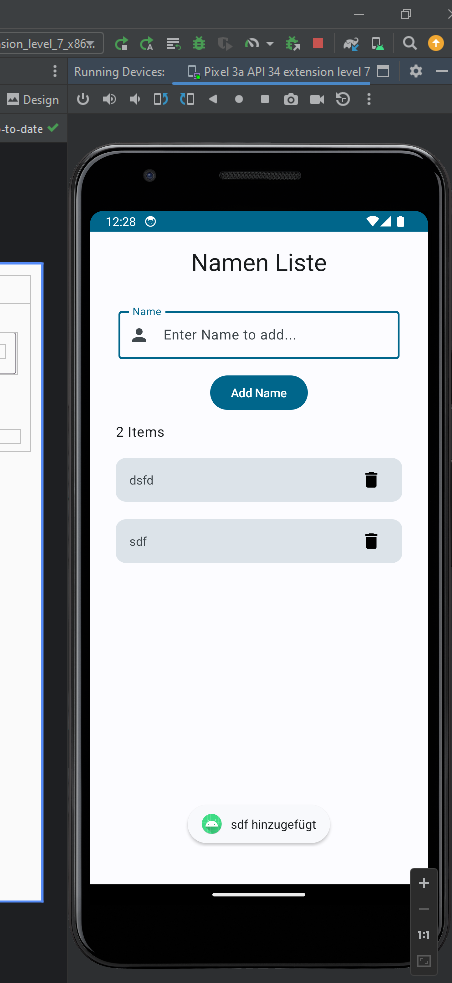 sion_level_7_x86...
Running Devices:
Pixel 3a API 34 extension level 7
Design
-to-date
12:28
Namen Liste
Name
Enter Name to add...
Add Name
2 Items
dsfd
sdf
sdf hinzugefügt
1:1